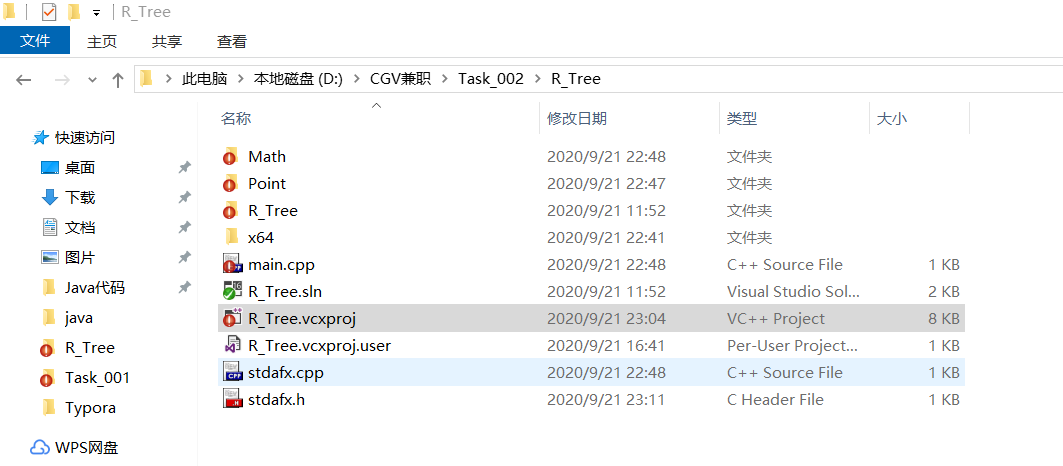 R_Tree
文件 主页 共享 查看
此电脑 本地磁盘 (D:) CGV兼职 Task_002 R_Tree
名称 修改日期 类型 大小
快速访问
桌面
下载
文档
图片
Java代码
java
R_Tree
Task_001
Typora
WPS网盘
Math 2020/9/21 22:48 文件夹
Point 2020/9/21 22:47 文件夹
R_Tree 2020/9/21 11:52 文件夹
x64 2020/9/21 22:41 文件夹
main.cpp 2020/9/21 22:48 C++ Source File 1 KB
R_Tree.sln 2020/9/21 11:52 Visual Studio Sol... 2 KB
R_Tree.vcxproj 2020/9/21 23:04 VC++ Project 8 KB
R_Tree.vcxproj.user 2020/9/21 16:41 Per-User Project... 1 KB
stdafx.cpp 2020/9/21 22:48 C++ Source File 1 KB
stdafx.h 2020/9/21 23:11 C Header File 1 KB